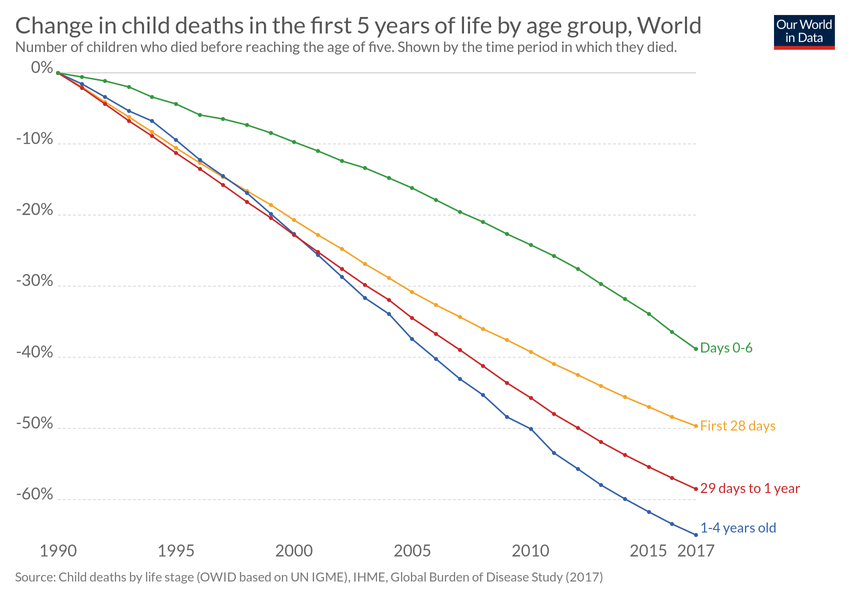 Change in child deaths in the first 5 years of life by age group, World
Number of children who died before reaching the age of five. Shown by the time period in which they died.
Our World
in Data
0%
-10%
-20%
-30%
-40%
-50%
-60%
Days 0-6
First 28 days
29 days to 1 year
1-4 years old
1990 1995 2000 2005 2010 2015 2017
Source: Child deaths by life stage (OWID based on UN IGME), IHME, Global Burden of Disease Study (2017)